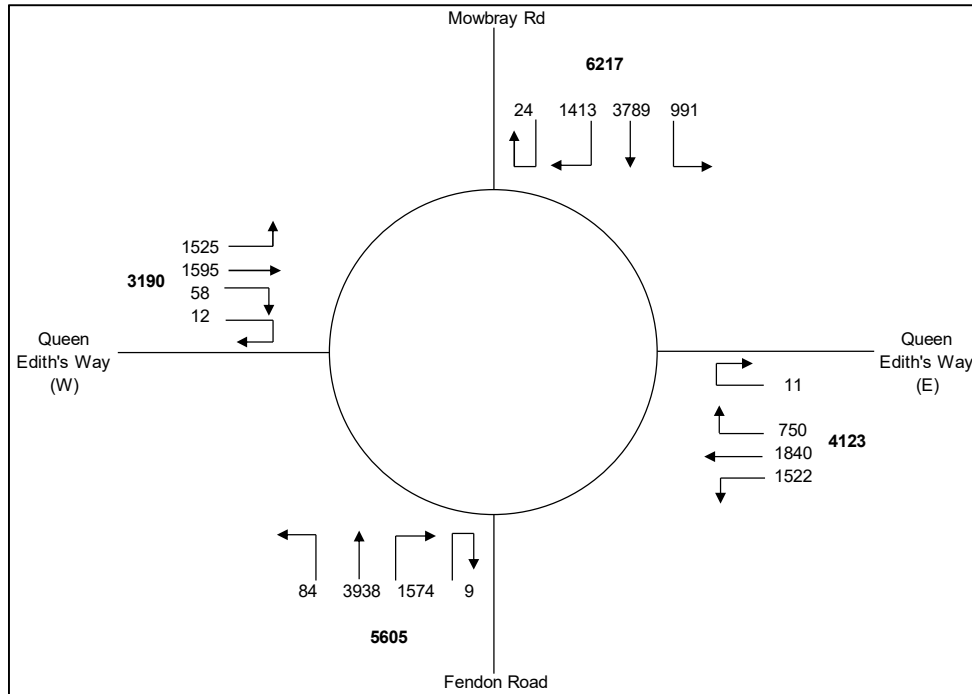 Mowbray Rd
6217
24 1413 3789 991
1525
1595
3190
58
12
Queen
Edith's Way
(W)
Queen
Edith's Way
(E)
11
750
4123
1840
1522
84 3938 1574 9
5605
Fendon Road